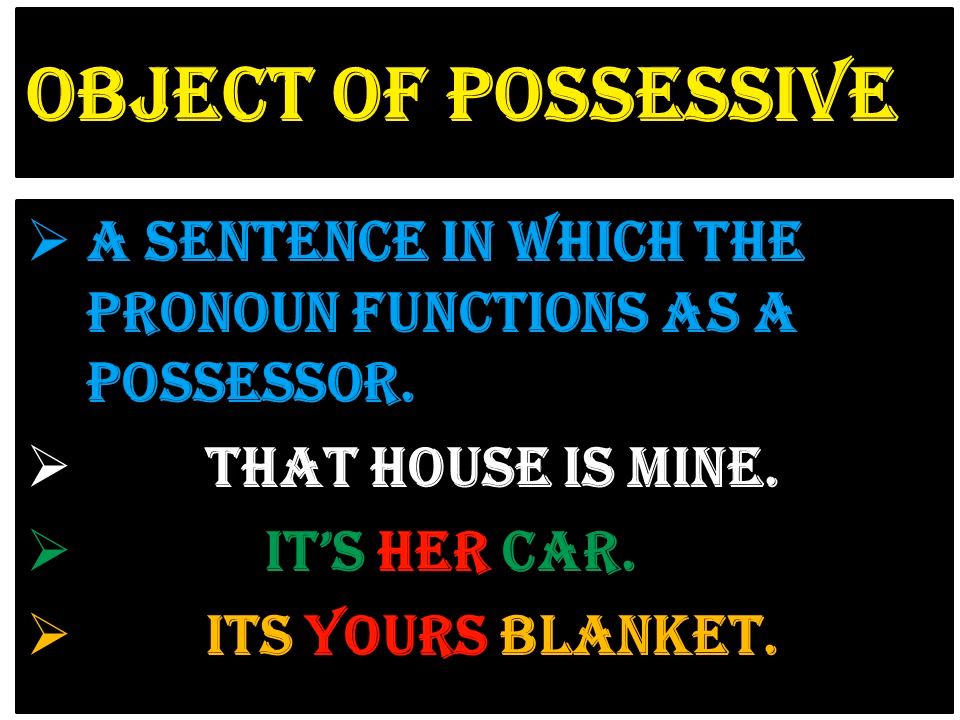 OBJECT OF POSSESSIVE
A SENTENCE IN WHICH THE
PRONOUN FUNCTIONS AS A
POSSESSOR.
THAT HOUSE IS MINE.
IT'S HER CAR.
ITS YOURS BLANKET.